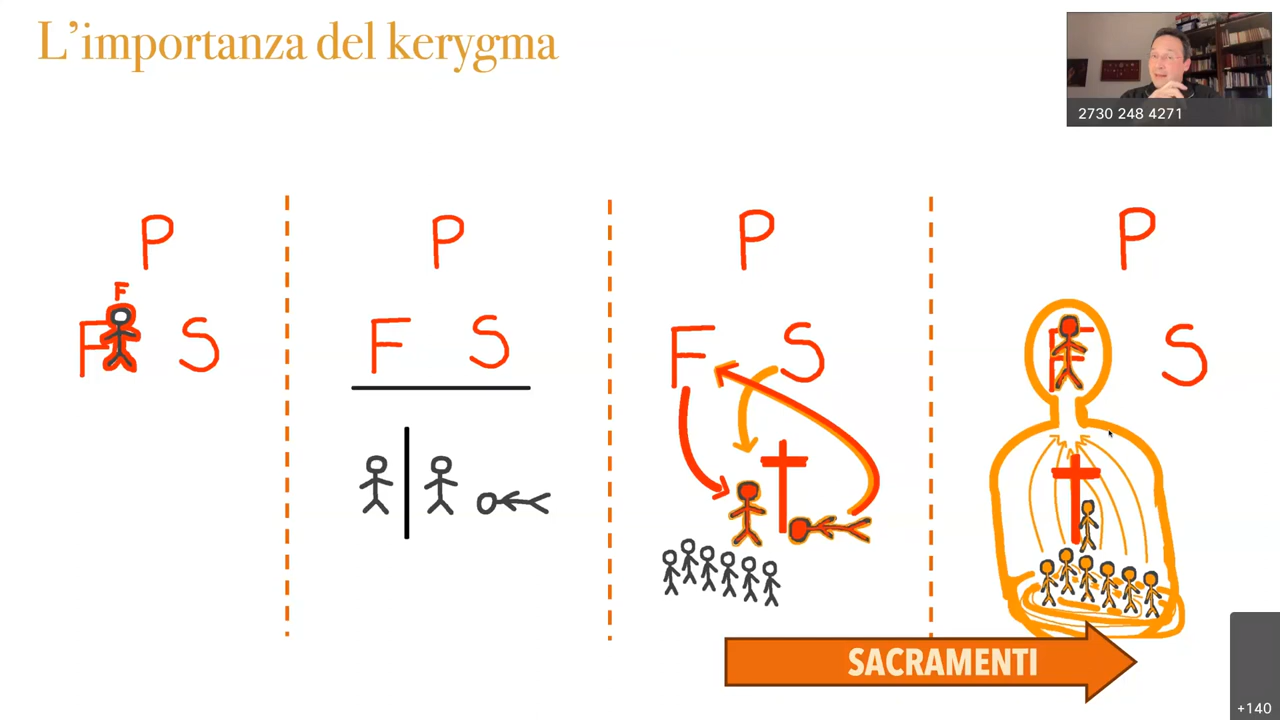 L'importanza del kerygma
2730 248 4271
P P P P
F
F S F S F S F S
SACRAMENTI
+140